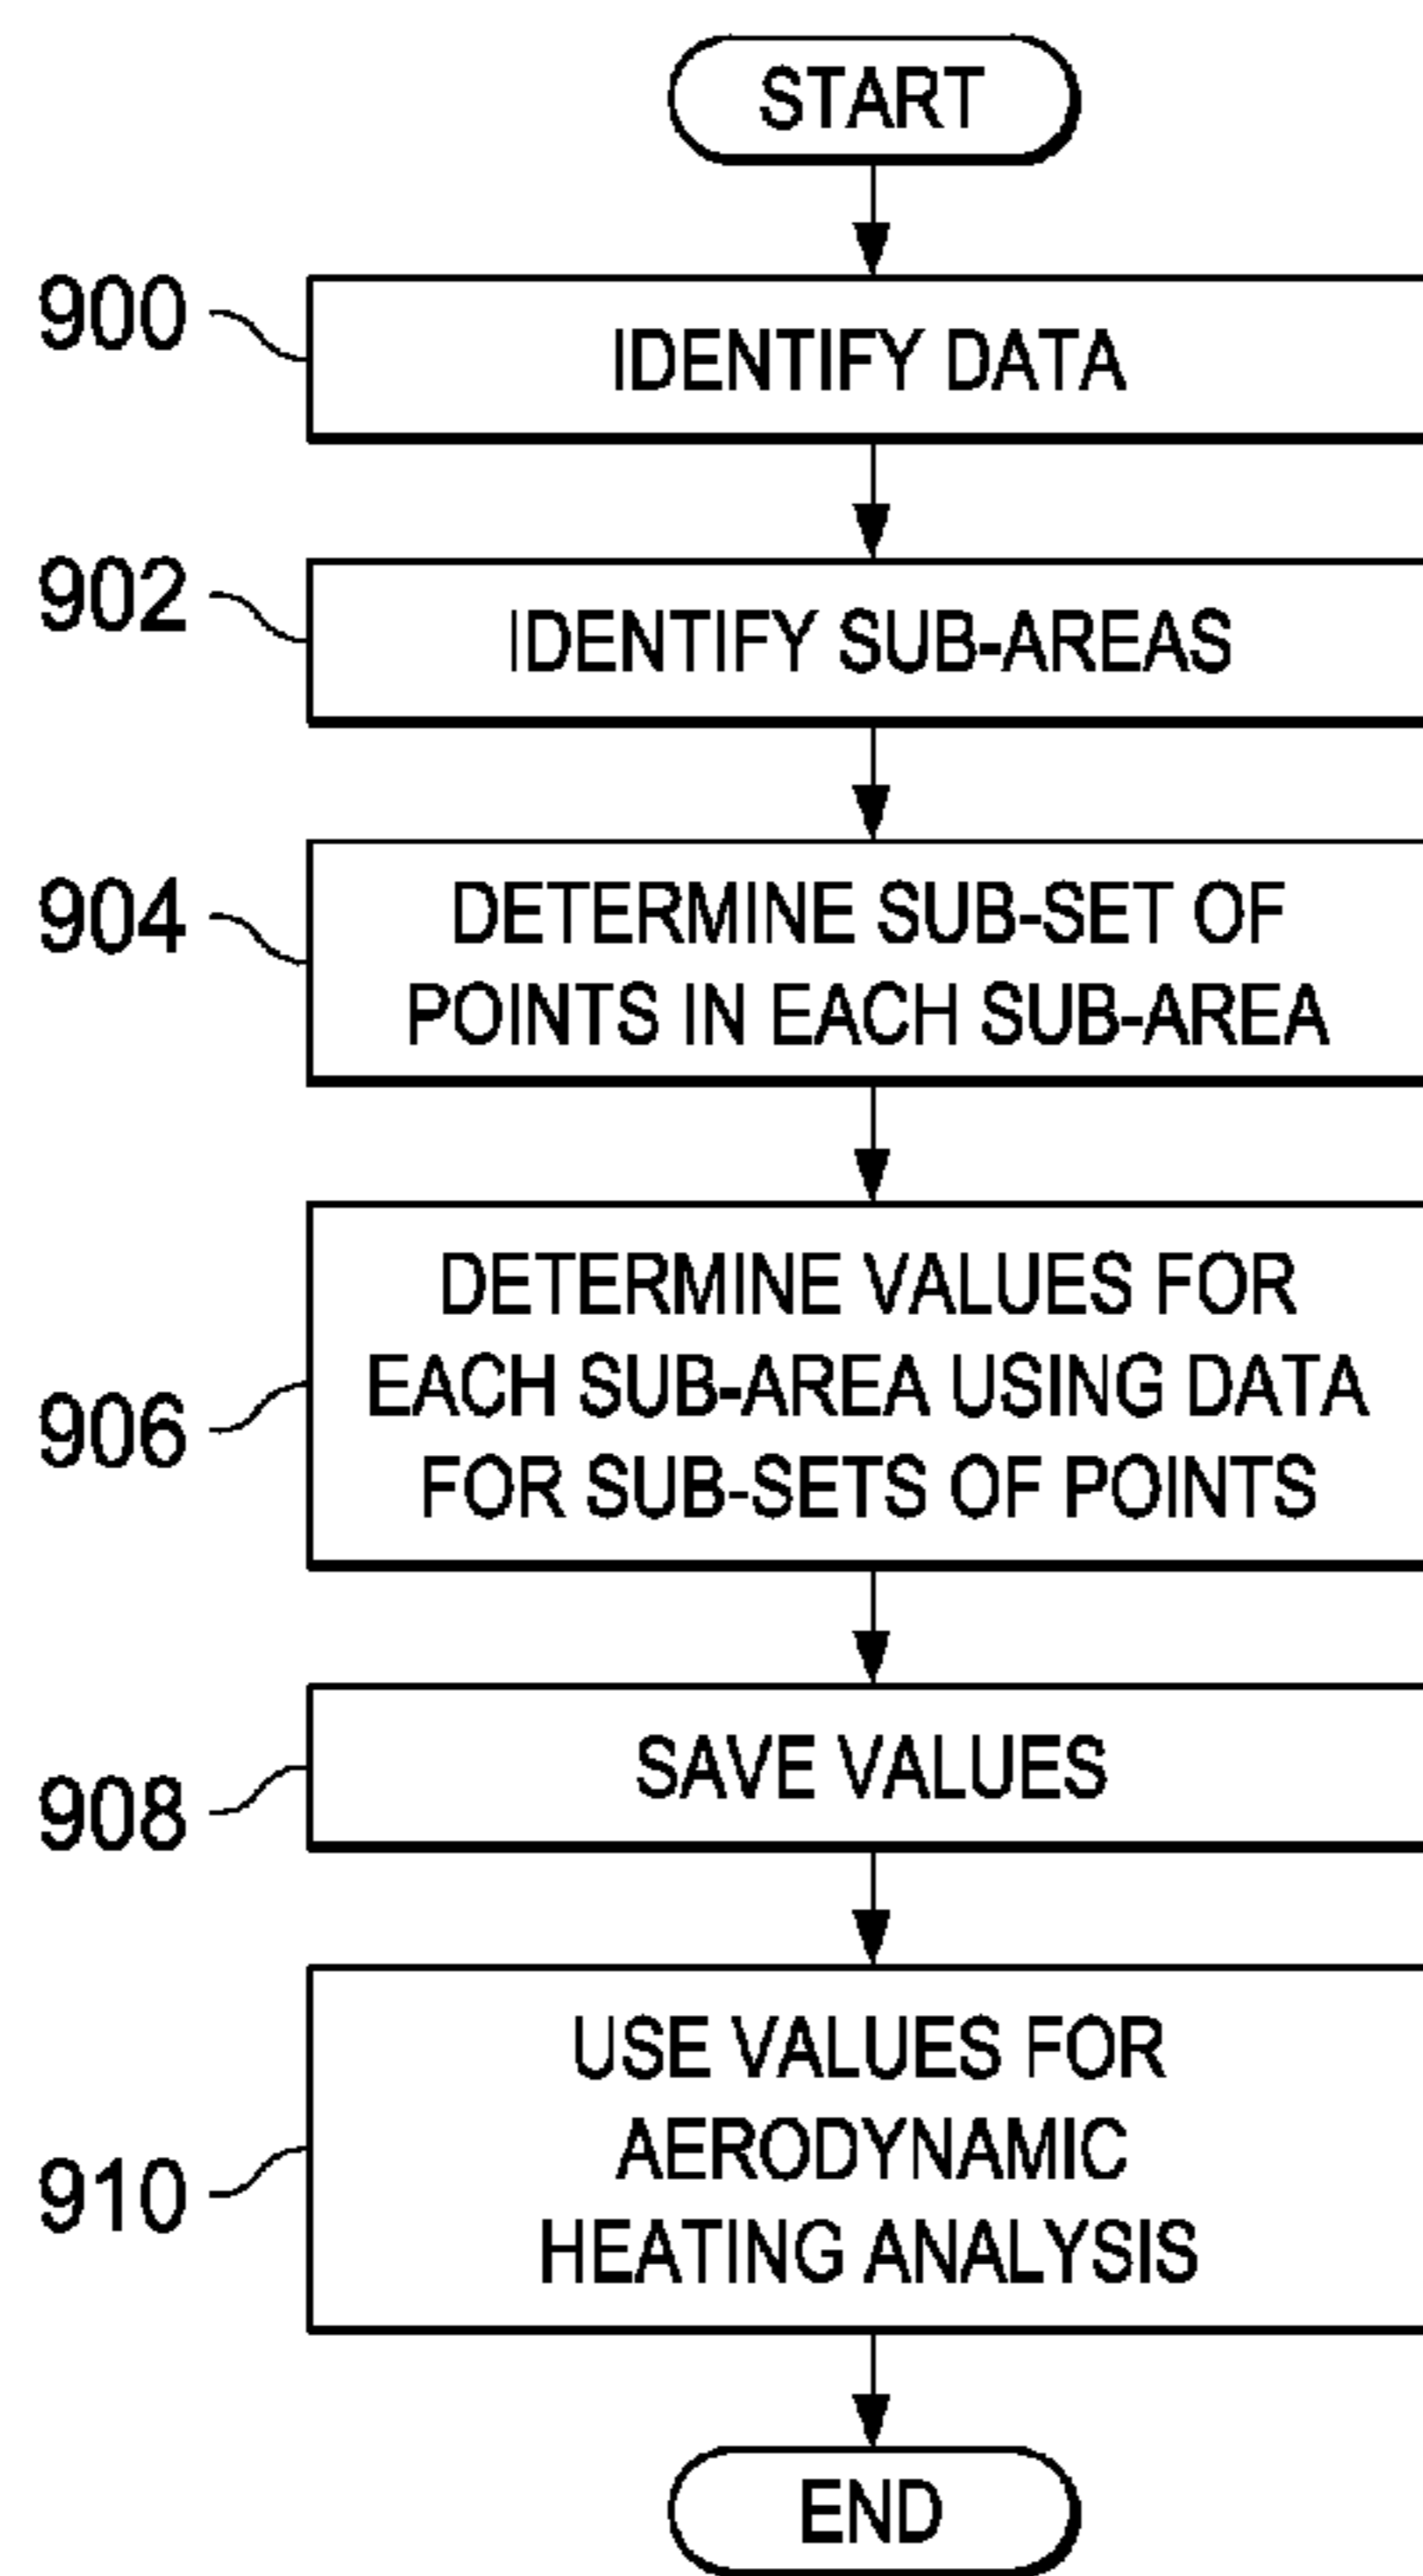 START
900
IDENTIFY DATA
902
IDENTIFY SUB-AREAS
904
DETERMINE SUB-SET OF
POINTS IN EACH SUB-AREA
906
DETERMINE VALUES FOR
EACH SUB-AREA USING DATA
FOR SUB-SETS OF POINTS
908
SAVE VALUES
910
USE VALUES FOR
AERODYNAMIC
HEATING ANALYSIS
END